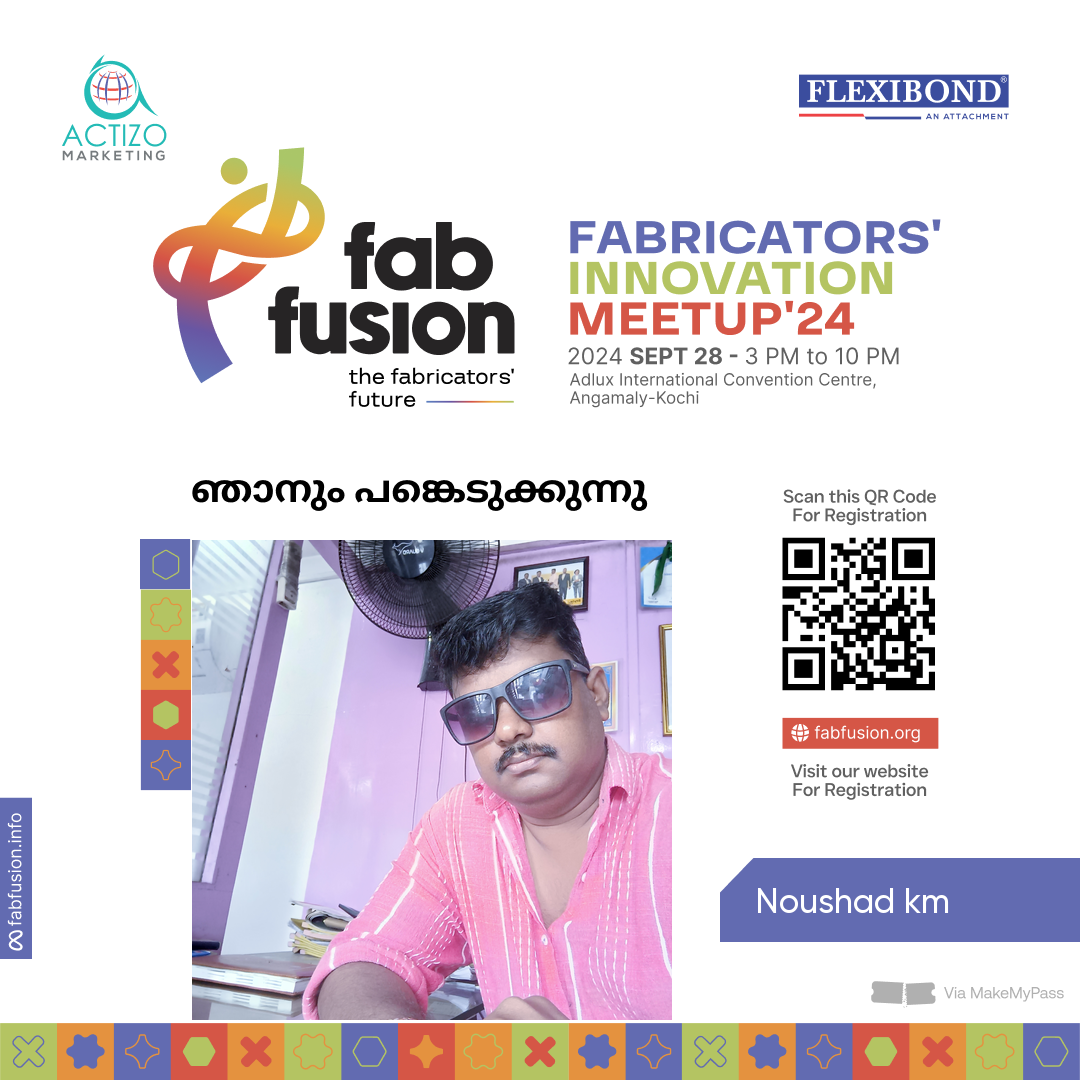 ACTIZO
MARKETING
FLEXIBOND®
AN ATTACHMENT
fab
fusion
the fabricators'
future
FABRICATORS'
INNOVATION
MEETUP'24
2024 SEPT 28 - 3 PM to 10 PM
Adlux International Convention Centre,
Angamaly-Kochi
ഞാനും പങ്കെടുക്കുന്നു
Scan this QR Code
For Registration
fabfusion.org
Visit our website
For Registration
fabfusion.info
Noushad km
Via MakeMyPass